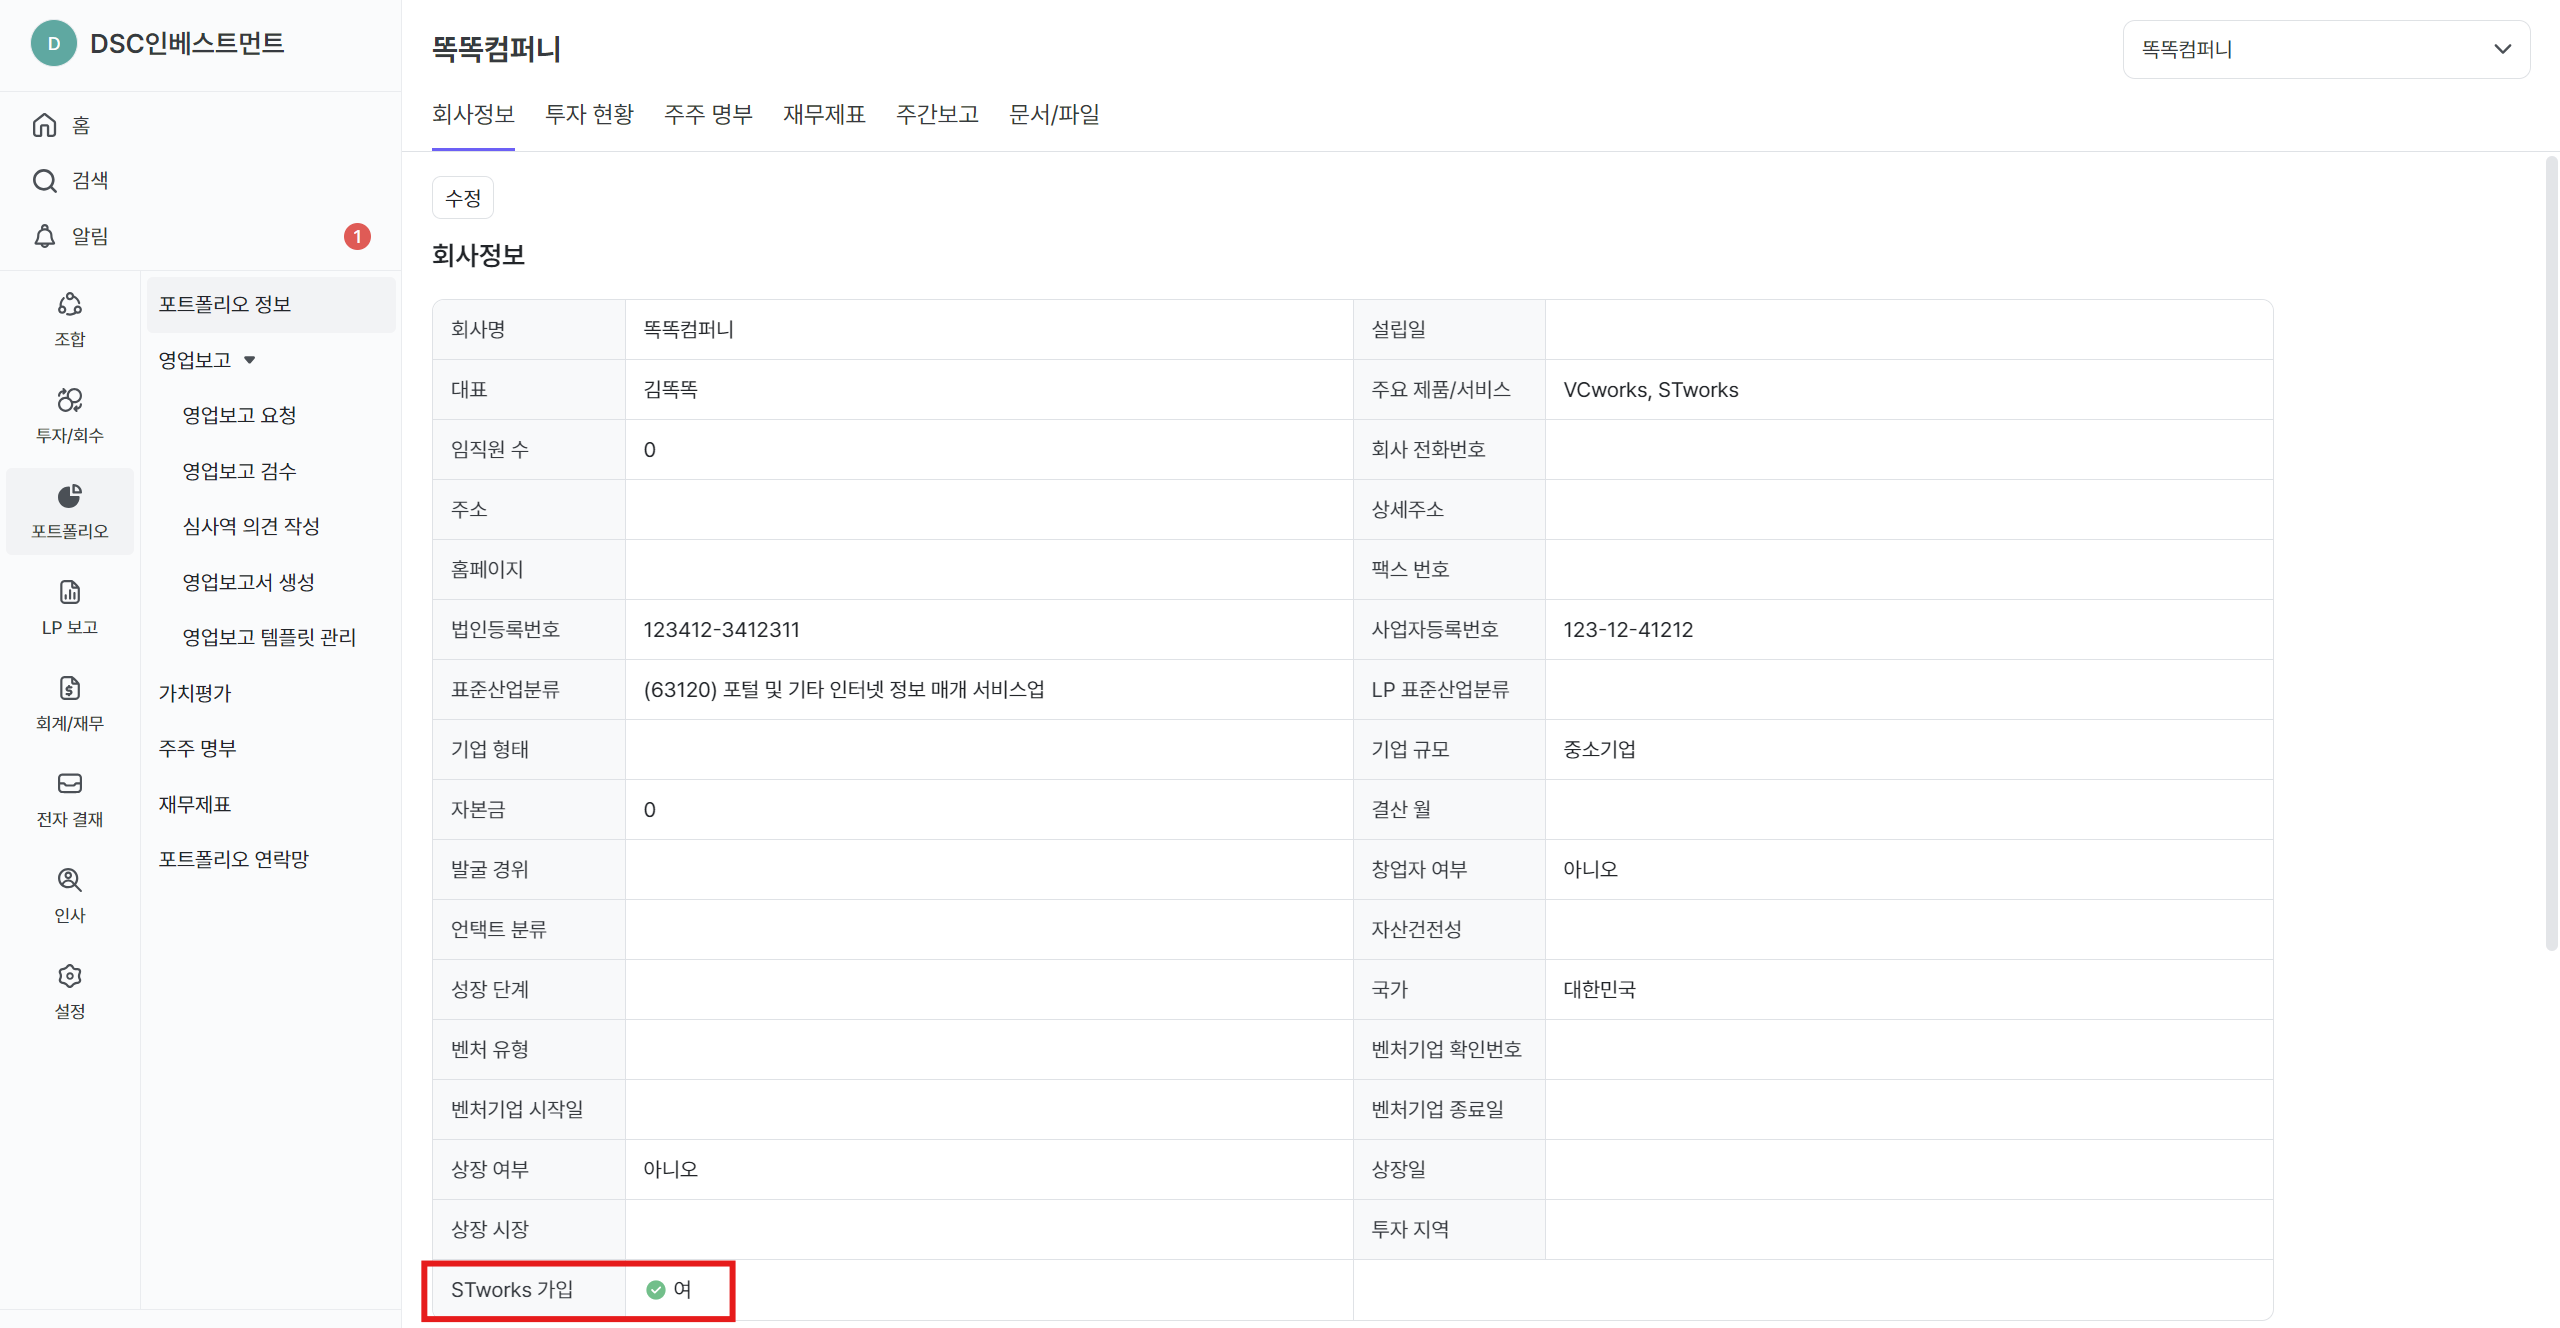 D DSC인베스트먼트
홈
검색
알림 1
조합
투자/회수
포트폴리오
LP 보고
회계/재무
전자 결재
인사
설정
포트폴리오 정보
영업보고
영업보고 요청
영업보고 검수
심사역 의견 작성
영업보고서 생성
영업보고 템플릿 관리
가치평가
주주 명부
재무제표
포트폴리오 연락망
똑똑컴퍼니
똑똑컴퍼니
회사정보 투자 현황 주주 명부 재무제표 주간보고 문서/파일
수정
회사정보
회사명 똑똑컴퍼니 설립일
대표 김똑똑 주요 제품/서비스 VCworks, STworks
임직원 수 0 회사 전화번호
주소 상세주소
홈페이지 팩스 번호
법인등록번호 123412-3412311 사업자등록번호 123-12-41212
표준산업분류 (63120) 포털 및 기타 인터넷 정보 매개 서비스업 LP 표준산업분류
기업 형태 기업 규모 중소기업
자본금 0 결산 월
발굴 경위 창업자 여부 아니오
언택트 분류 자산건전성
성장 단계 국가 대한민국
벤처 유형 벤처기업 확인번호
벤처기업 시작일 벤처기업 종료일
상장 여부 아니오 상장일
상장 시장 투자 지역
STworks 가입 여